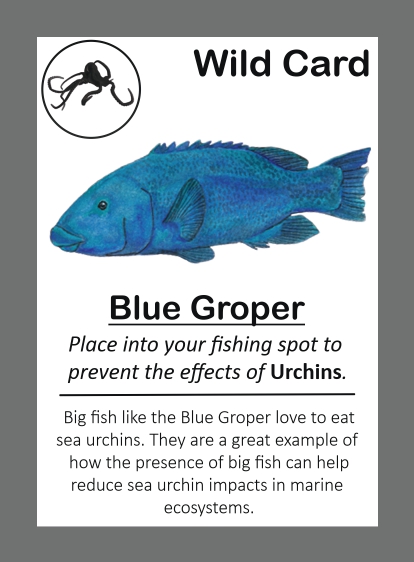 Wild Card
Blue Groper
Place into your fishing spot to
prevent the effects of Urchins.
Big fish like the Blue Groper love to eat
sea urchins. They are a great example of
how the presence of big fish can help
reduce sea urchin impacts in marine
ecosystems.